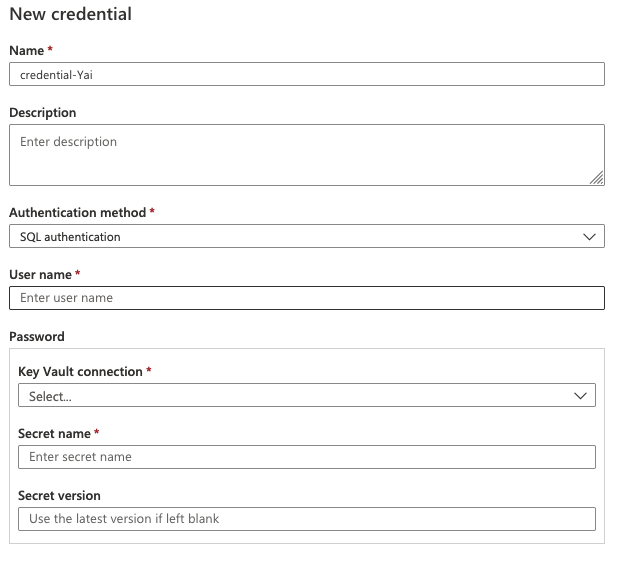 New credential
Name *
credential-Yai
Description
Enter description
Authentication method *
SQL authentication
User name *
Enter user name
Password
Key Vault connection *
Select...
Secret name *
Enter secret name
Secret version
Use the latest version if left blank